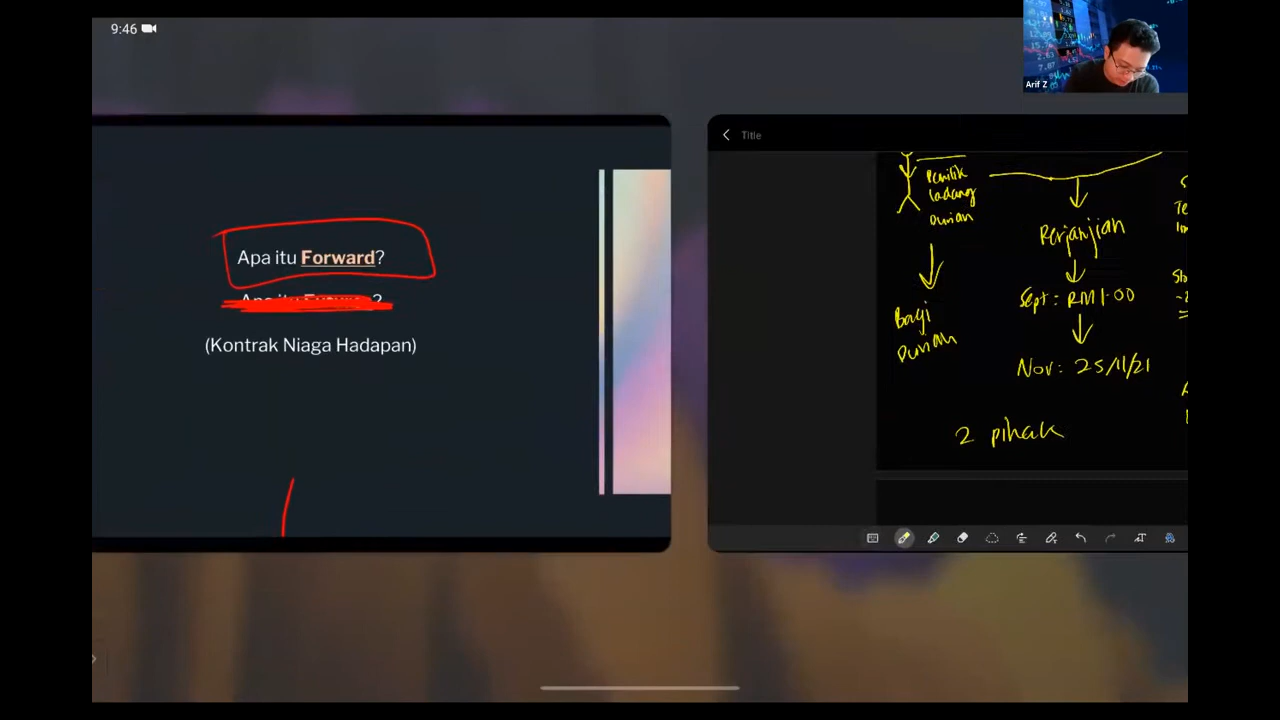 9:46
Arif Z
Apa itu Forward?
(Kontrak Niaga Hadapan)
Title
Pemilik
ladang
Durian
Bagi
Durian
Perjanjian
Sept: RM1.00
Nov: 25/11/21
2 pihak